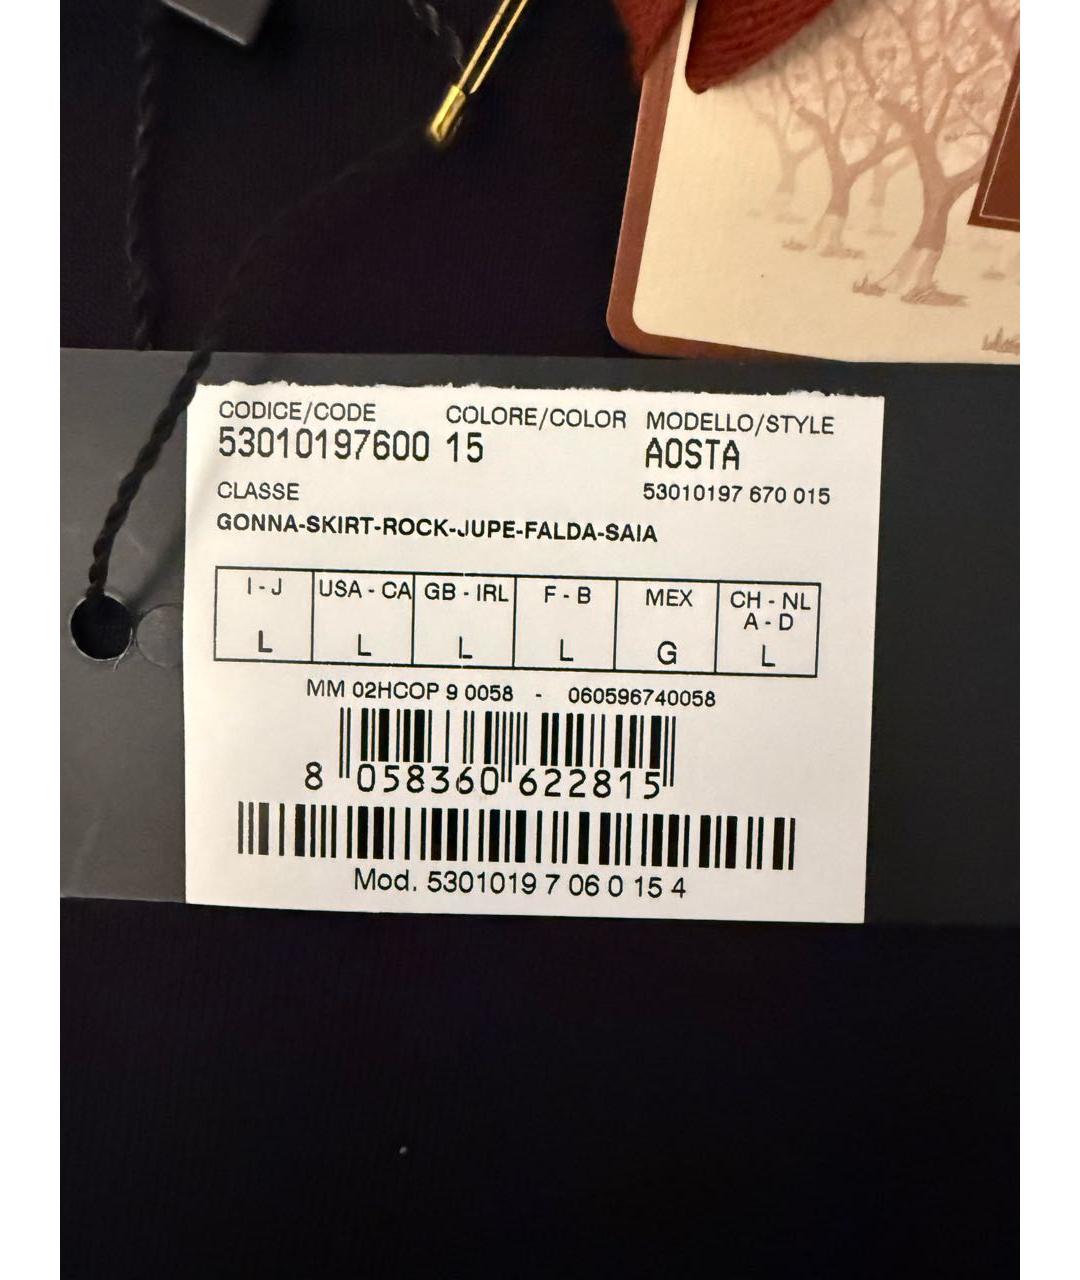 CODICE/CODE COLORE/COLOR MODELLO/STYLE
53010197600 15 AOSTA
CLASSE 53010197 670 015
GONNA-SKIRT-ROCK-JUPE-FALDA-SAIA
I - J USA - CA GB - IRL F - B MEX CH - NL
A - D
L L L L G L
MM 02HCOP 9 0058 - 060596740058
8 058360 622815
Mod. 5301019 7 06 0 15 4